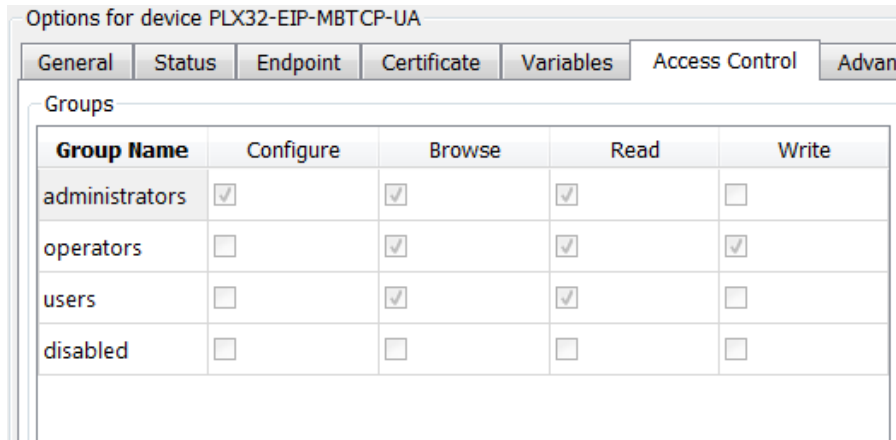 Options for device PLX32-EIP-MBTCP-UA
General Status Endpoint Certificate Variables Access Control Advan
Groups
Group Name Configure Browse Read Write
administrators
operators
users
disabled